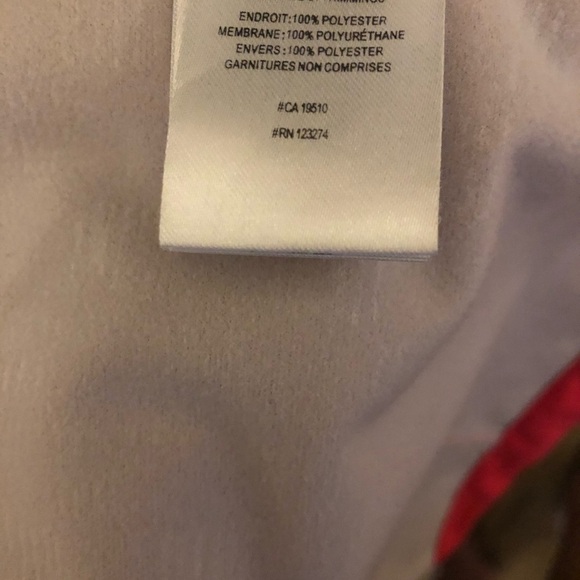 ENDROIT:100% POLYESTER
MEMBRANE:100% POLYURÉTHANE
ENVERS:100% POLYESTER
GARNITURES NON COMPRISES
#CA 19510
#RN 123274